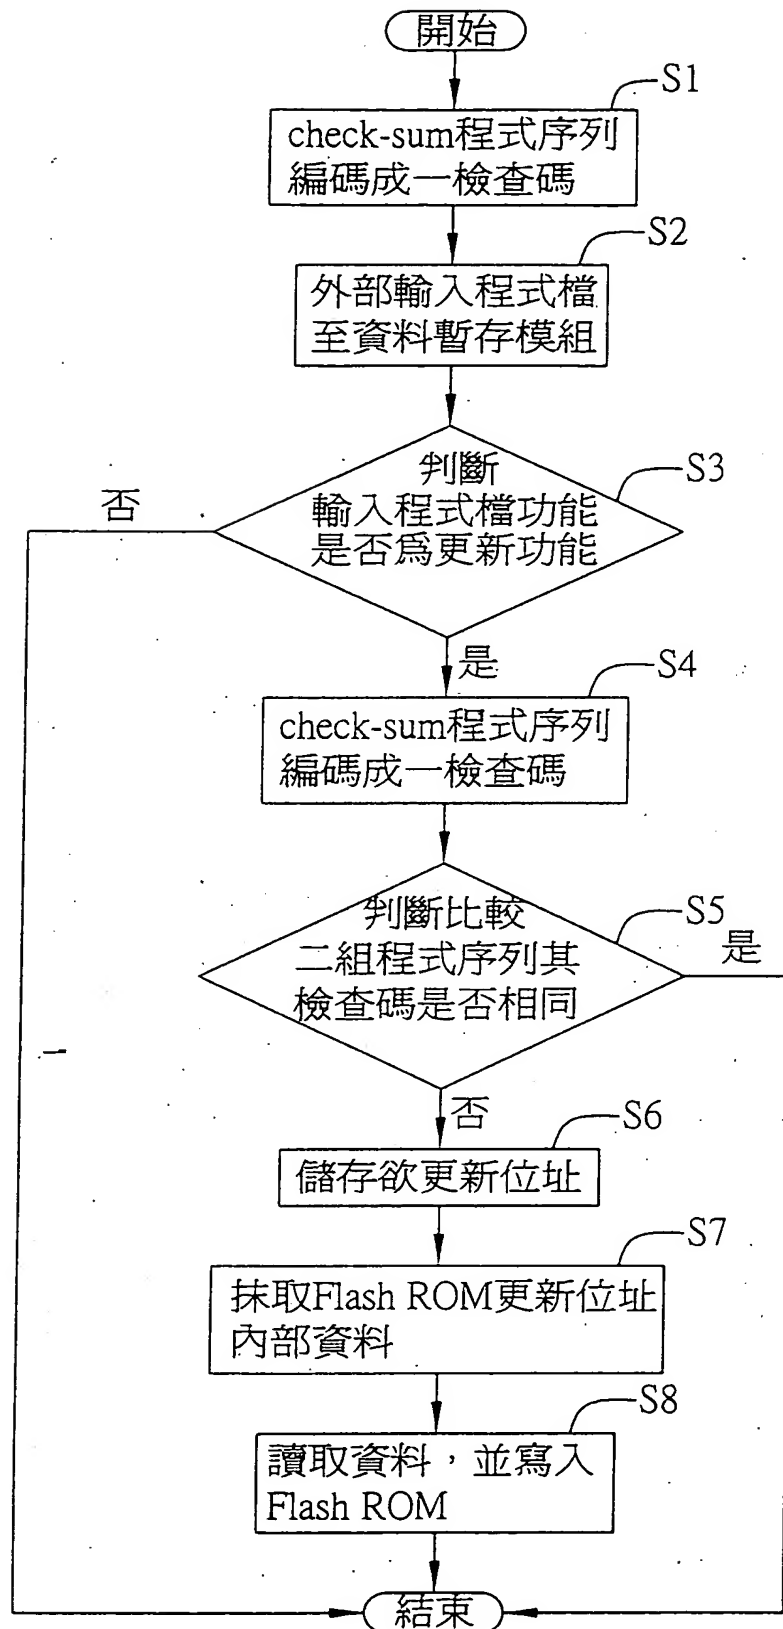 開始
S1
check-sum程式序列
編碼成一檢查碼
S2
外部輸入程式檔
至資料暫存模組
S3
判斷
輸入程式檔功能
是否爲更新功能
否
是
S4
check-sum程式序列
編碼成一檢查碼
S5
判斷比較
二組程式序列其
檢查碼是否相同
是
否
S6
儲存欲更新位址
S7
抹取Flash ROM更新位址
內部資料
S8
讀取資料，並寫入
Flash ROM
結束